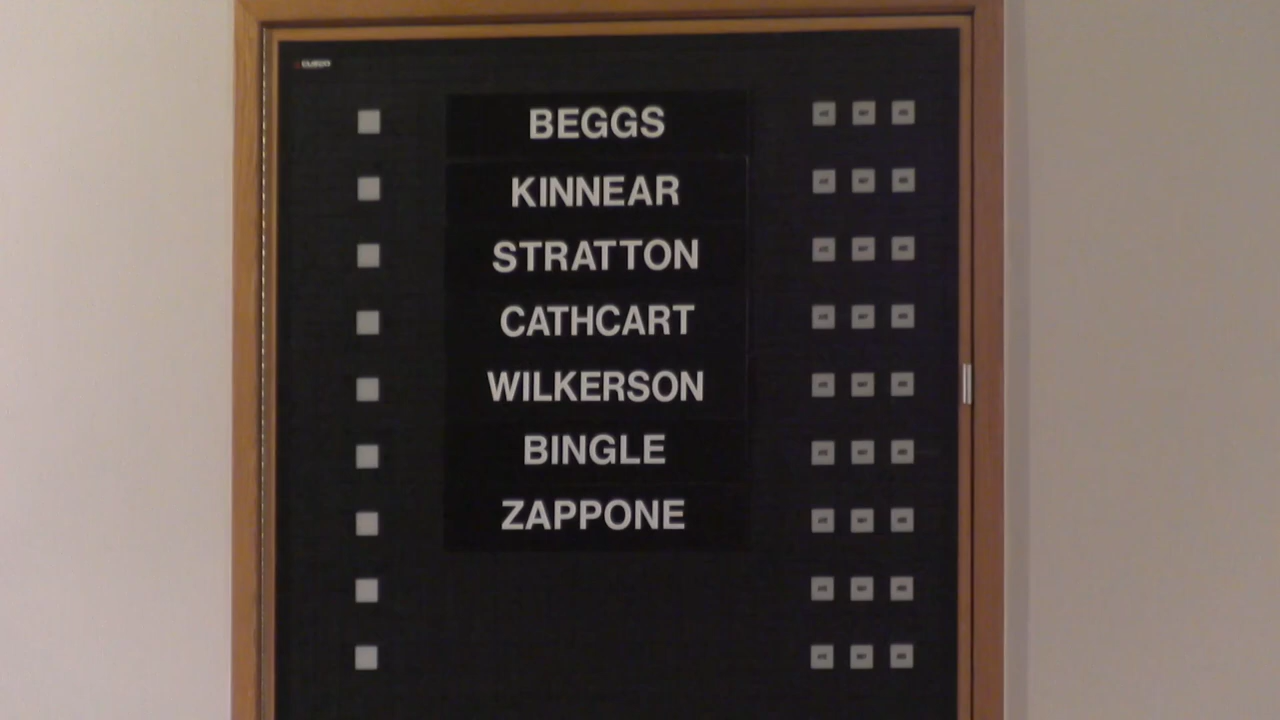 BEGGS
KINNEAR
STRATTON
CATHCART
WILKERSON
BINGLE
ZAPPONE